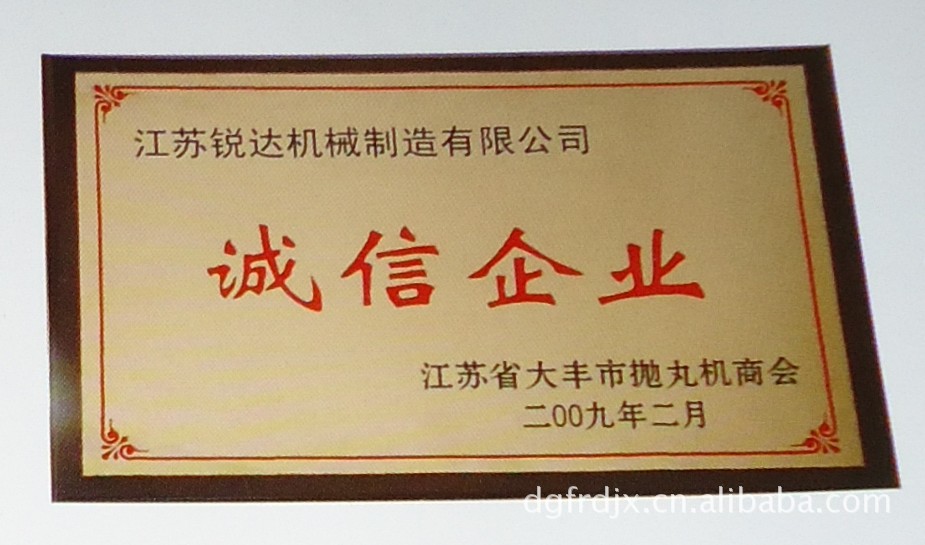 江苏锐达机械制造有限公司
诚信企业
江苏省大丰市抛丸机商会
二00九年二月
dgfrdjx.cn.alibaba.com